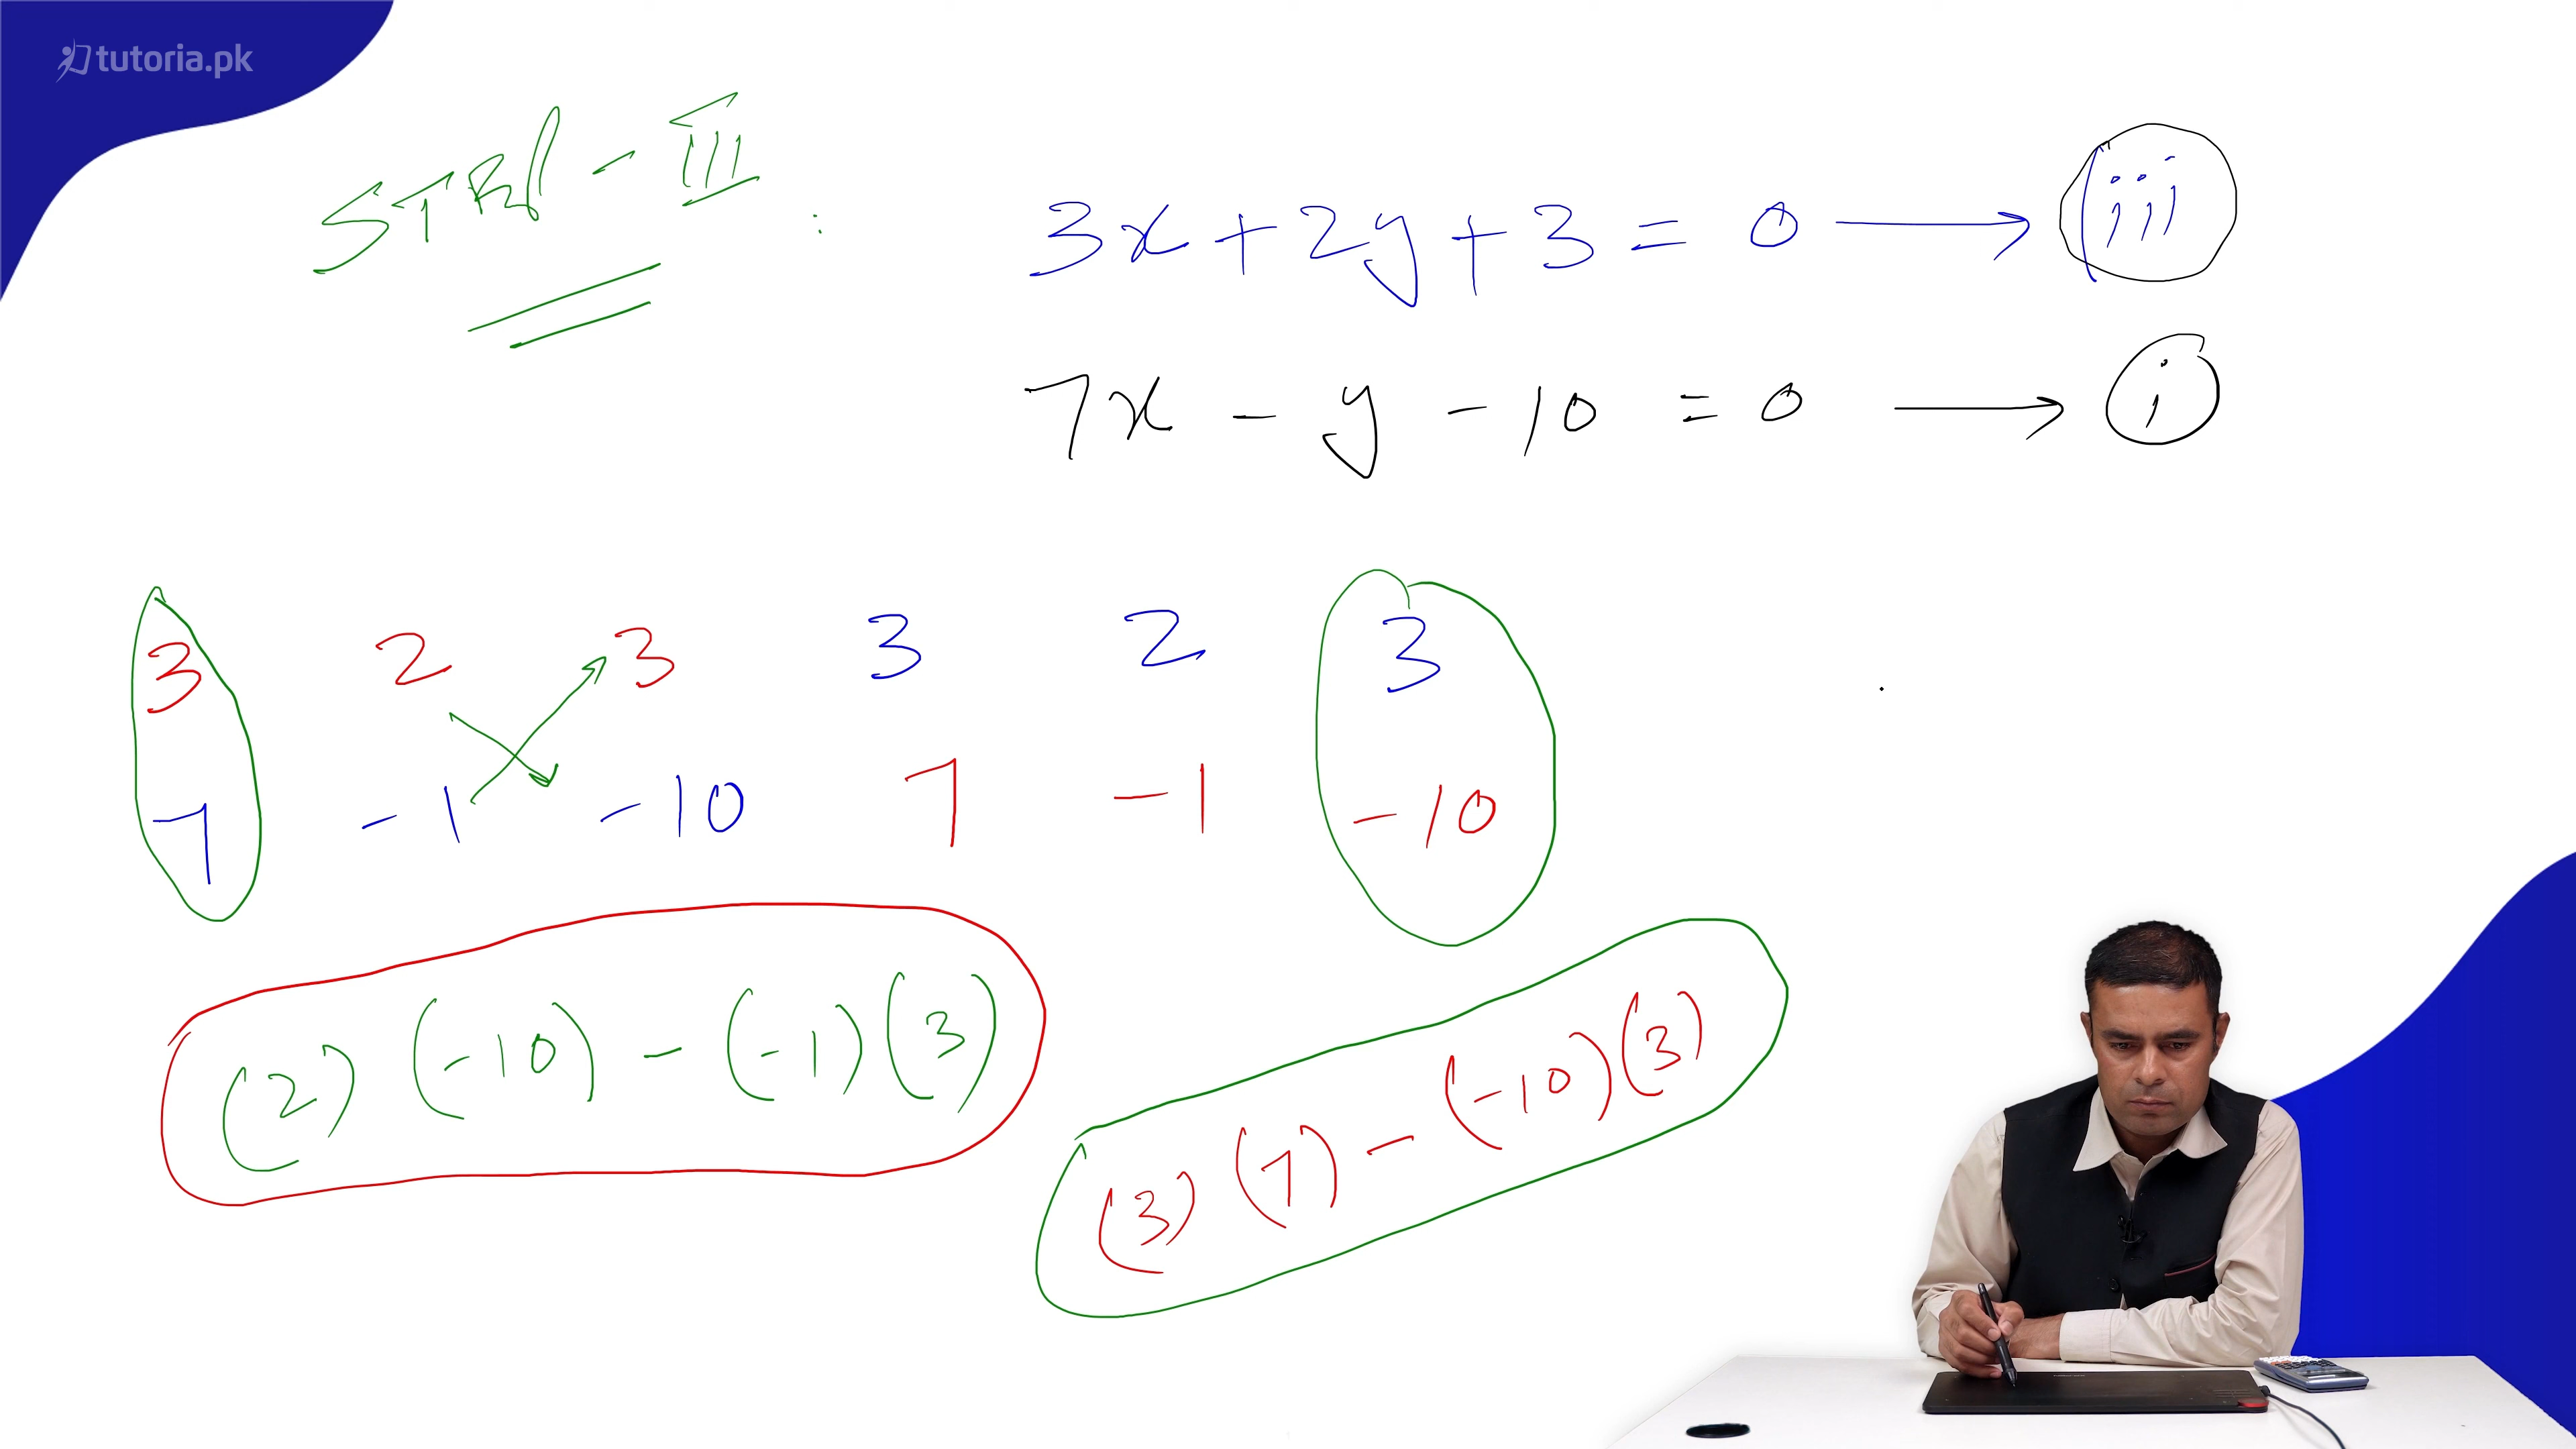 tutoria.pk
STEP - III :
3x + 2y + 3 = 0 → (iii)
7x - y - 10 = 0 → (i)
3 2 3 3 2 3
7 -1 -10 7 -1 -10
(2) (-10) - (-1) (3)
(3) (7) - (-10) (3)